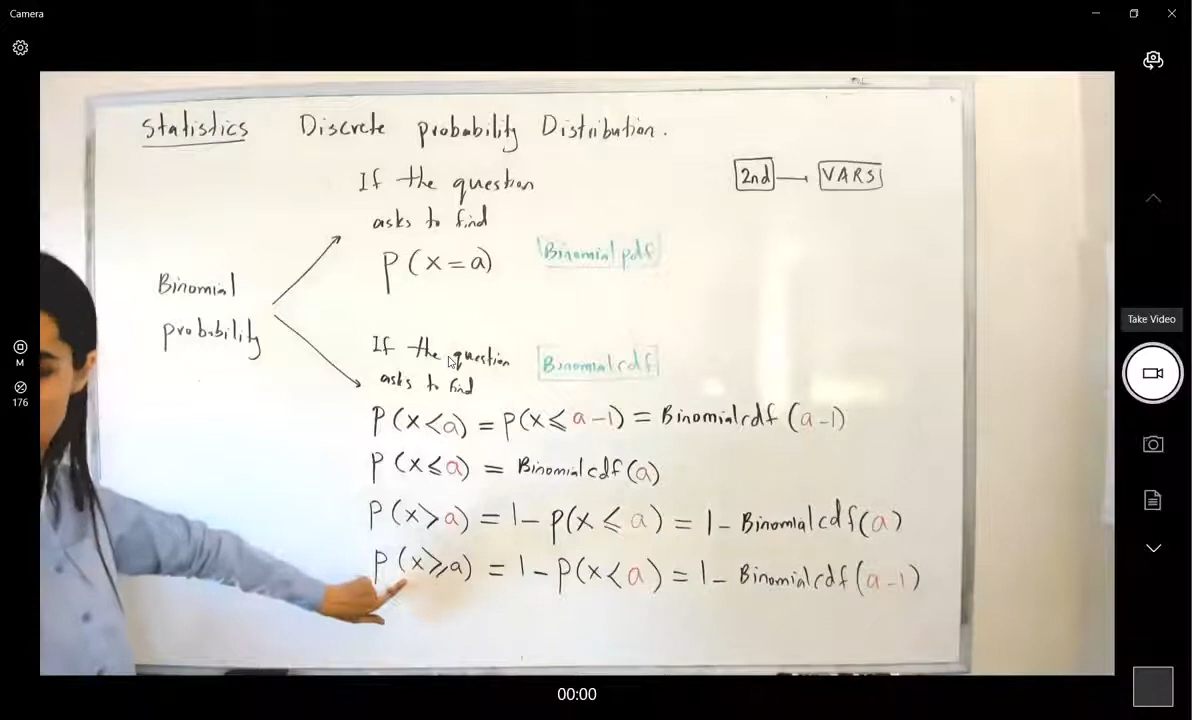 Camera
Statistics Discrete probability Distribution.
If the question
asks to find
P(x=a)
Binomial pdf
2nd VARS
Binomial
probability
If the question
asks to find
Binomial cdf
P(x<a) = P(x≤a-1) = Binomialcdf(a-1)
P(x≤a) = Binomialcdf(a)
P(x>a) = 1-P(x≤a) = 1-Binomialcdf(a)
P(x≥a) = 1-P(x<a) = 1-Binomialcdf(a-1)
M
176
Take Video
00:00